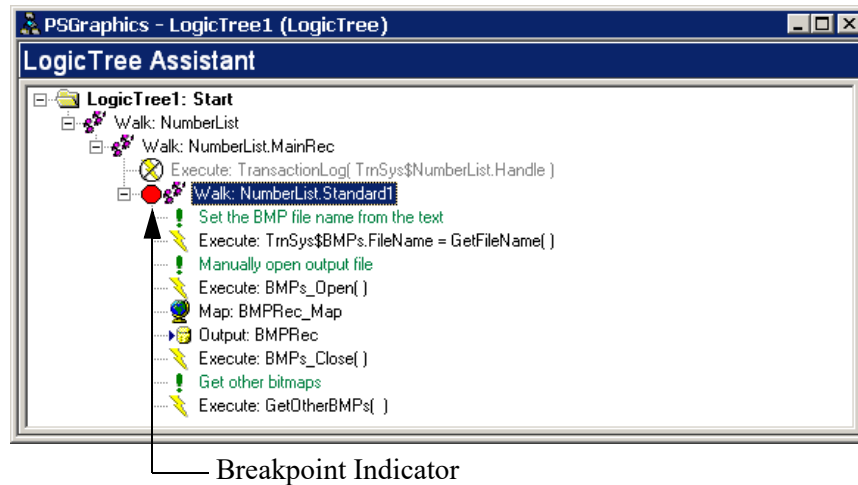 PSGraphics - LogicTree1 (LogicTree)
LogicTree Assistant
LogicTree1: Start
Walk: NumberList
Walk: NumberList.MainRec
Execute: TransactionLog( TrnSys$NumberList.Handle )
Walk: NumberList.Standard1
Set the BMP file name from the text
Execute: TrnSys$BMPs.FileName = GetFileName( )
Manually open output file
Execute: BMPs_Open( )
Map: BMPRec_Map
Output: BMPRec
Execute: BMPs_Close( )
Get other bitmaps
Execute: GetOtherBMPs(  )
Breakpoint Indicator